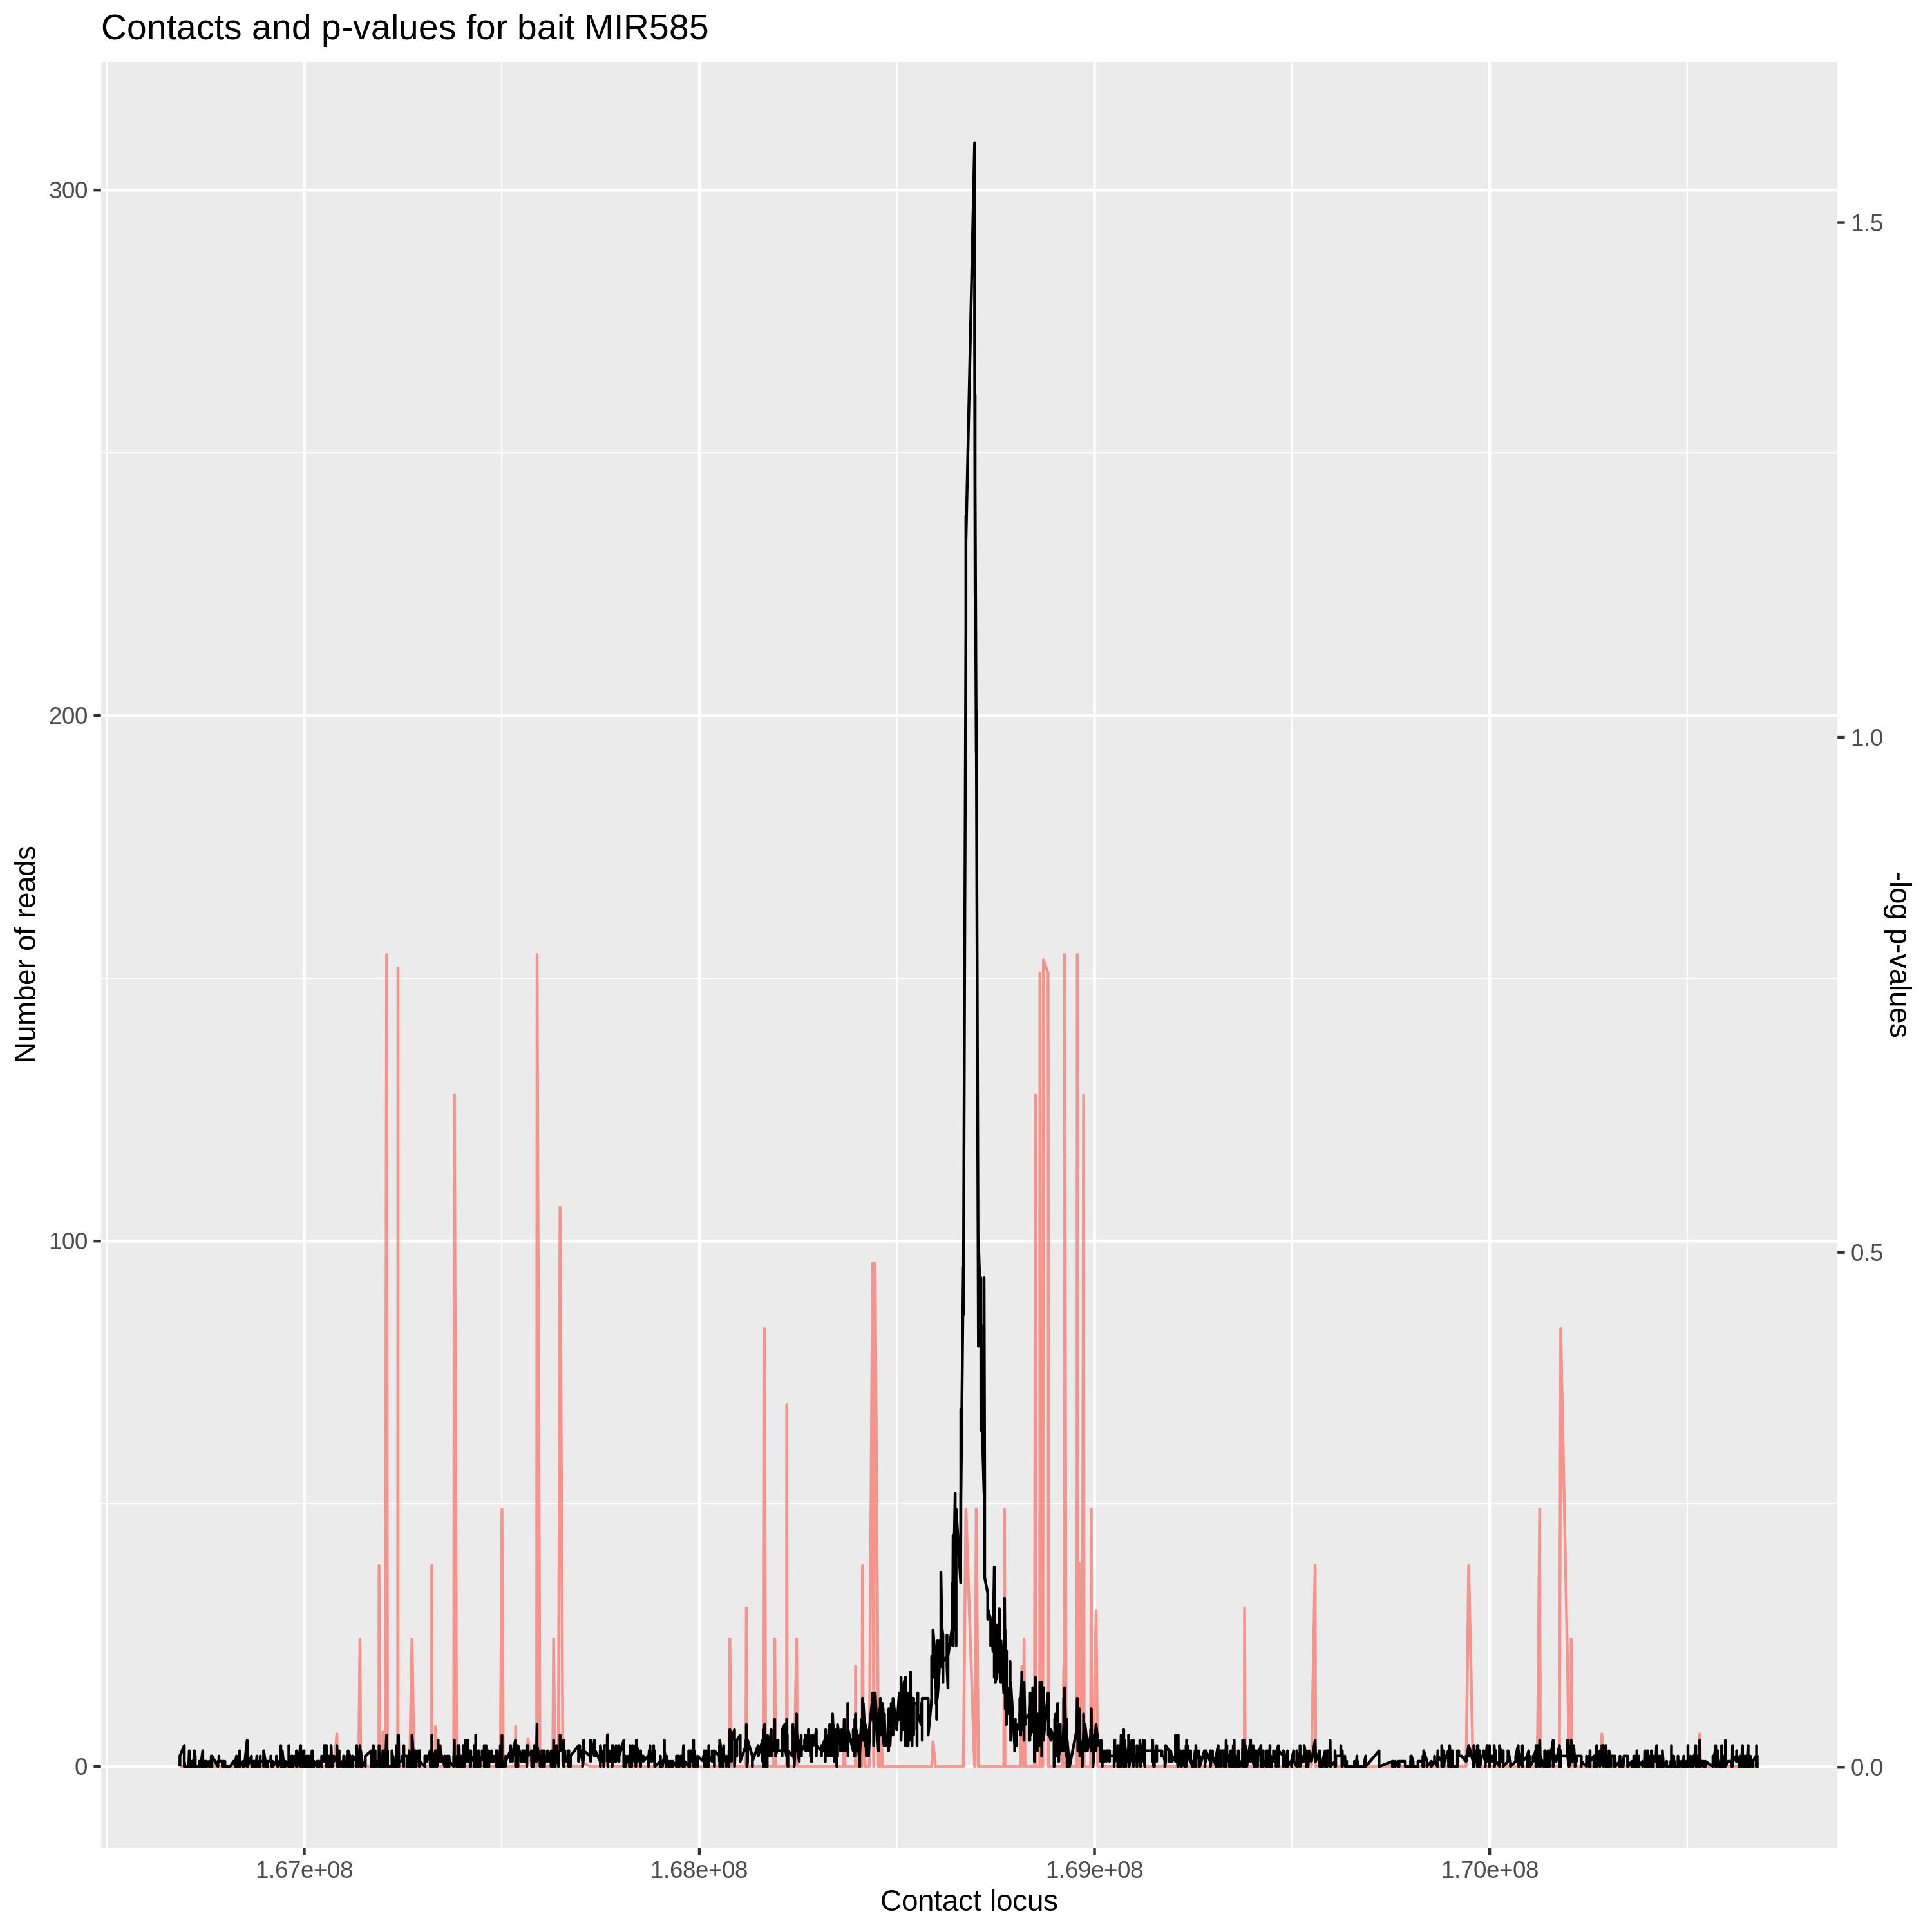 Contacts and p-values for bait MIR585
300
200
100
0
1.5
1.0
0.5
0.0
Number of reads
-log p-values
1.67e+08 1.68e+08 1.69e+08 1.70e+08
Contact locus